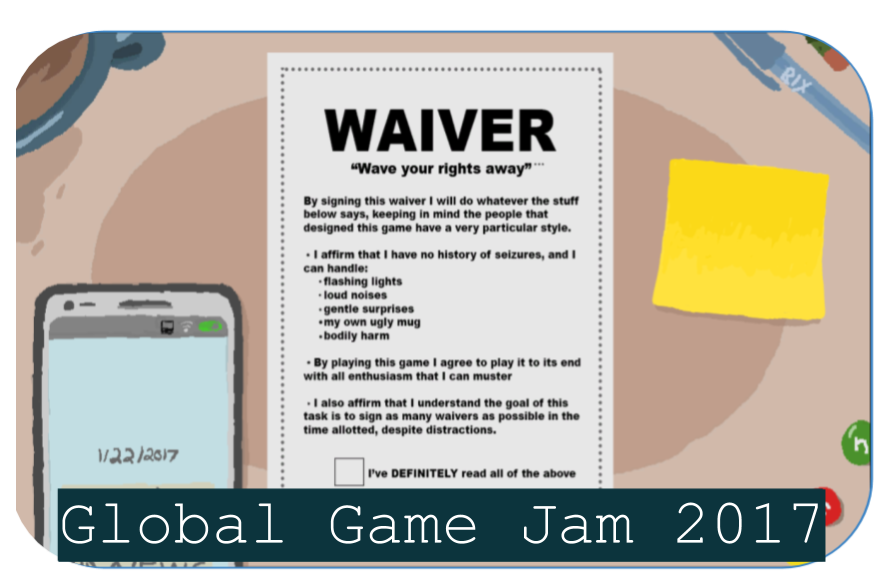 RIX
WAIVER
“Wave your rights away”
By signing this waiver I will do whatever the stuff
below says, keeping in mind the people that
designed this game have a very particular style.
· I affirm that I have no history of seizures, and I
can handle:
·flashing lights
·loud noises
·gentle surprises
·my own ugly mug
·bodily harm
· By playing this game I agree to play it to its end
with all enthusiasm that I can muster
· I also affirm that I understand the goal of this
task is to sign as many waivers as possible in the
time allotted, despite distractions.
I’ve DEFINITELY read all of the above
1/22/2017
n
Global Game Jam 2017